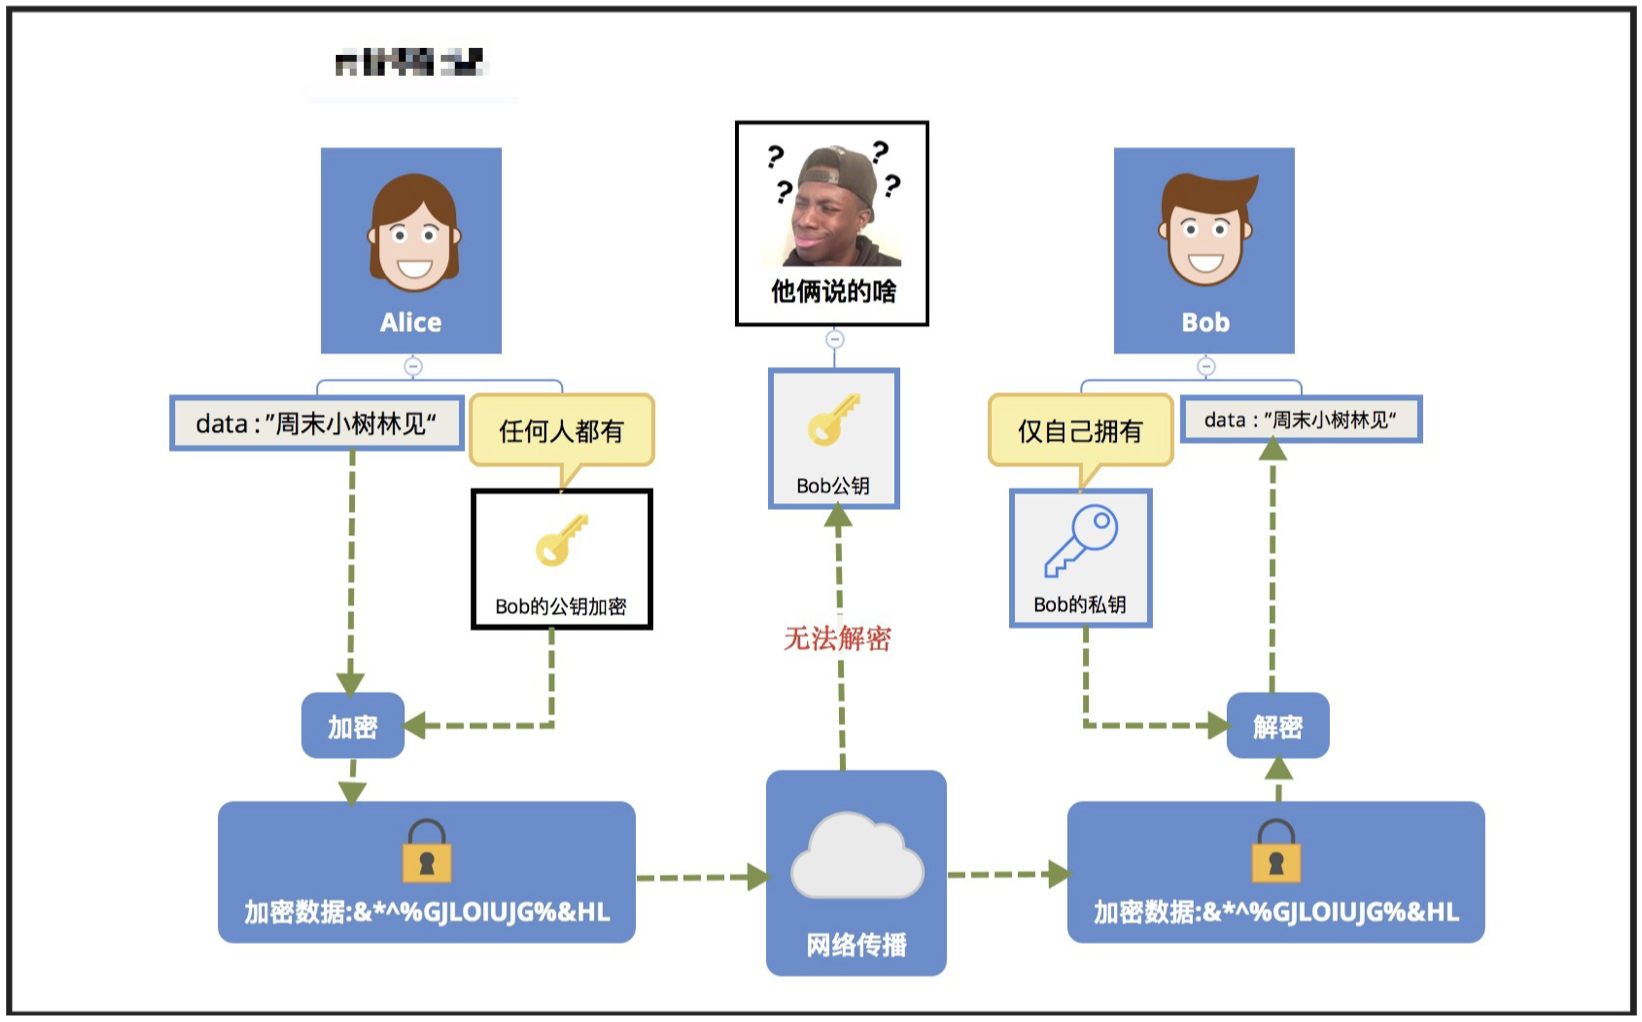 ? ? ? ?
他俩说的啥
Alice
Bob
data:”周末小树林见“
任何人都有
Bob的公钥加密
Bob公钥
仅自己拥有
data:”周末小树林见“
Bob的私钥
无法解密
加密
解密
加密数据:&*^%GJLOIUJG%&HL
网络传播
加密数据:&*^%GJLOIUJG%&HL